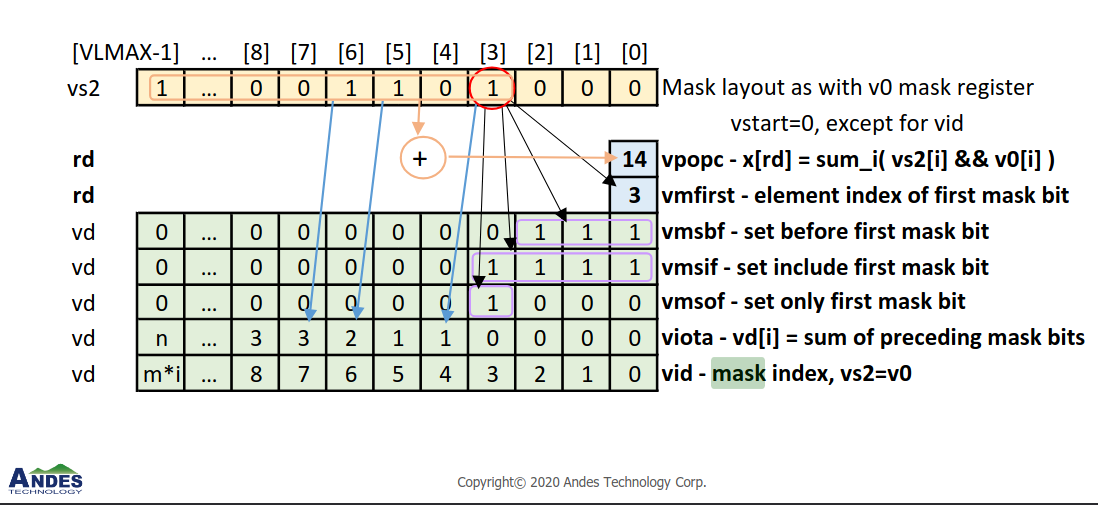 [VLMAX-1] ... [8] [7] [6] [5] [4] [3] [2] [1] [0]
vs2 1 ... 0 0 1 1 0 1 0 0 0 Mask layout as with v0 mask register
vstart=0, except for vid
rd + 14 vpopc - x[rd] = sum_i( vs2[i] && v0[i] )
rd 3 vmfirst - element index of first mask bit
vd 0 ... 0 0 0 0 0 0 1 1 1 vmsbf - set before first mask bit
vd 0 ... 0 0 0 0 0 1 1 1 1 vmsif - set include first mask bit
vd 0 ... 0 0 0 0 0 1 0 0 0 vmsof - set only first mask bit
vd n ... 3 3 2 1 1 0 0 0 0 viota - vd[i] = sum of preceding mask bits
vd m*i ... 8 7 6 5 4 3 2 1 0 vid - mask index, vs2=v0
ANDES
TECHNOLOGY
Copyright© 2020 Andes Technology Corp.